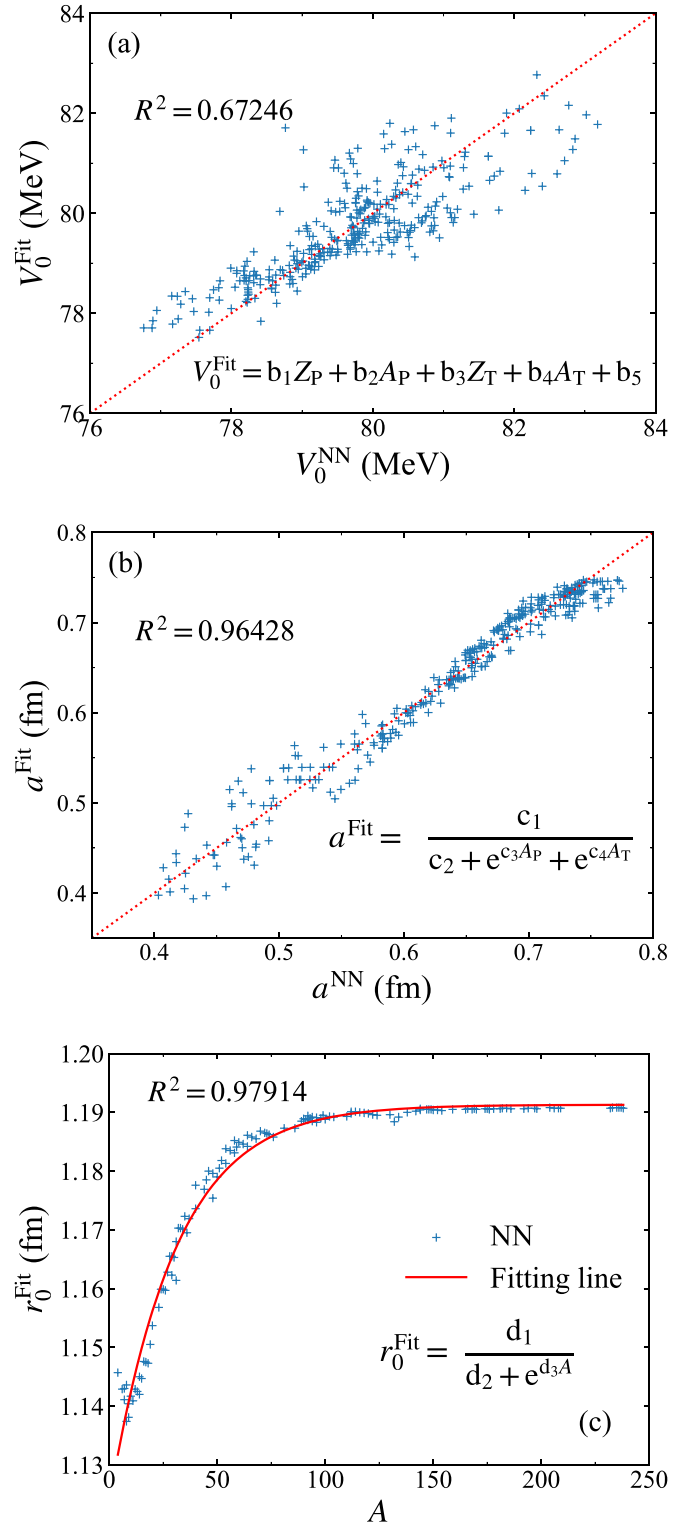 (a)
R² = 0.67246
V₀^Fit = b₁Z_P + b₂A_P + b₃Z_T + b₄A_T + b₅
V₀^Fit (MeV)
84
82
80
78
76
76 78 80 82 84
V₀^NN (MeV)
(b)
R² = 0.96428
a^Fit = c₁ / (c₂ + e^(c₃A_P) + e^(c₄A_T))
a^Fit (fm)
0.8
0.7
0.6
0.5
0.4
0.4 0.5 0.6 0.7 0.8
a^NN (fm)
R² = 0.97914
NN
Fitting line
r₀^Fit = d₁ / (d₂ + e^(d₃A))
(c)
r₀^Fit (fm)
1.20
1.19
1.18
1.17
1.16
1.15
1.14
1.13
0 50 100 150 200 250
A